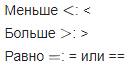 Меньше <: <
Больше >: >
Равно =: = или ==